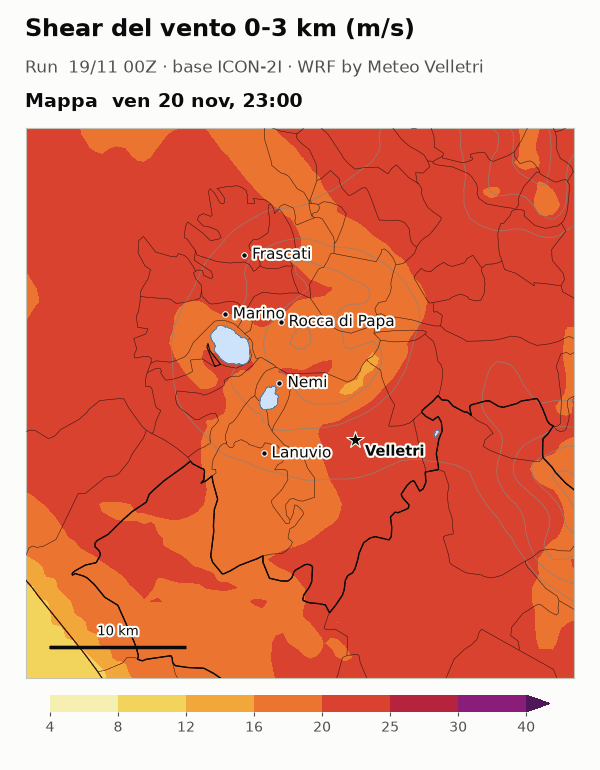 Shear del vento 0-3 km (m/s)
Run  19/11 00Z · base ICON-2I · WRF by Meteo Velletri
Mappa  ven 20 nov, 23:00
Frascati
Marino
Rocca di Papa
Nemi
Velletri
Lanuvio
10 km
4 8 12 16 20 25 30 40